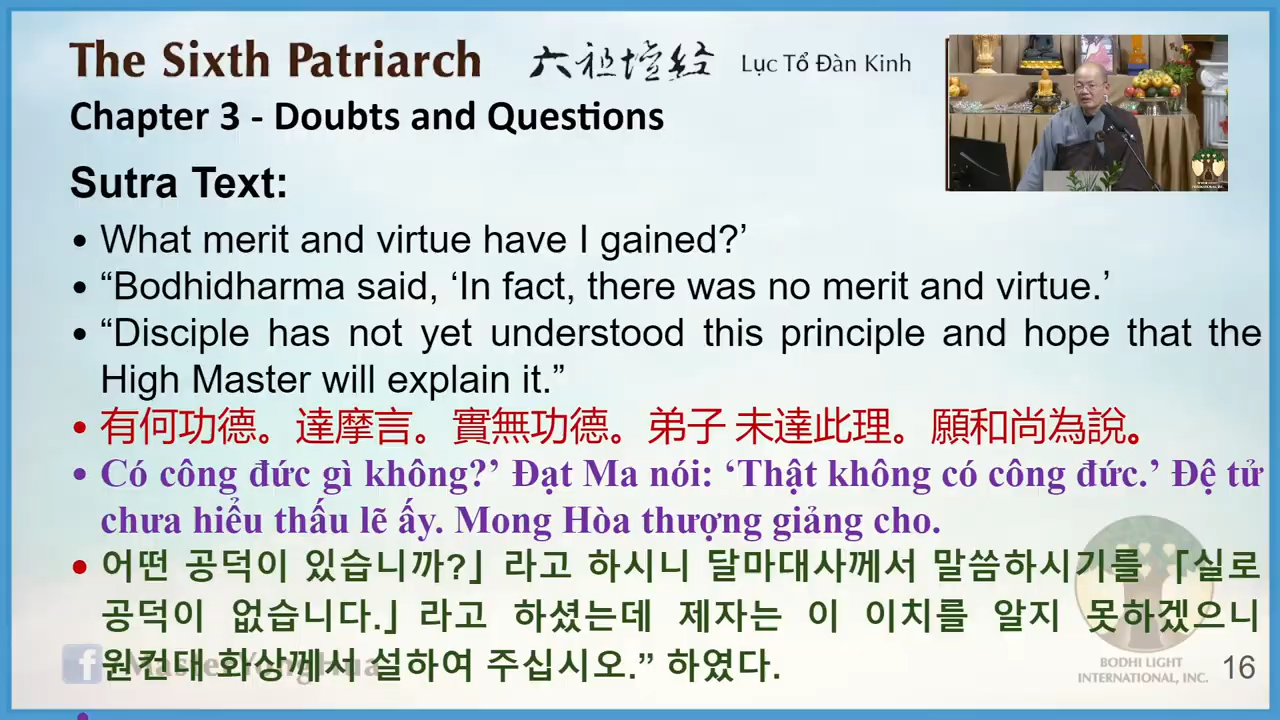 The Sixth Patriarch 六祖壇经 Lục Tổ Đàn Kinh
Chapter 3 - Doubts and Questions
Sutra Text:
• What merit and virtue have I gained?’
• “Bodhidharma said, ‘In fact, there was no merit and virtue.’
• “Disciple has not yet understood this principle and hope that the
High Master will explain it.”
• 有何功德。達摩言。實無功德。弟子 未達此理。願和尚為說。
• Có công đức gì không?’ Đạt Ma nói: ‘Thật không có công đức.’ Đệ tử
chưa hiểu thấu lẽ ấy. Mong Hòa thượng giảng cho.
• 어떤 공덕이 있습니까?」라고 하시니 달마대사께서 말씀하시기를 「실로
공덕이 없습니다.」라고 하셨는데 제자는 이 이치를 알지 못하겠으니
원컨대 화상께서 설하여 주십시오.” 하였다.
f MasterYongHua
BODHI LIGHT
INTERNATIONAL, INC.
16